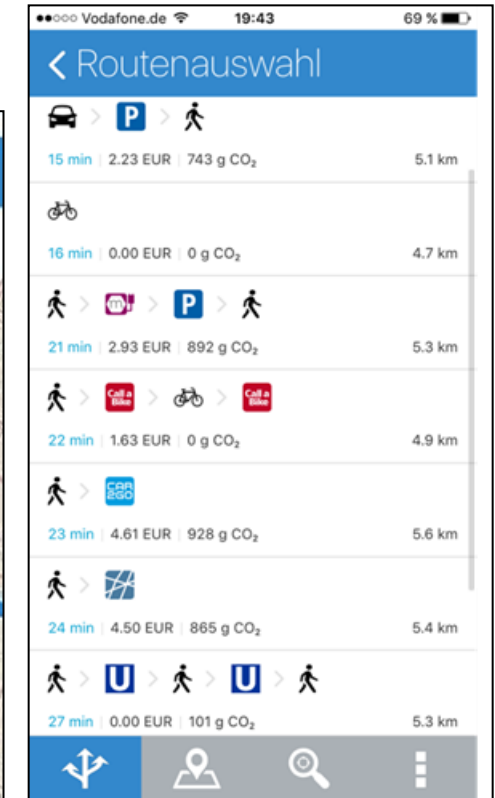 Vodafone.de 19:43 69 %
Routenauswahl
P
15 min | 2.23 EUR | 743 g CO₂ 5.1 km
16 min | 0.00 EUR | 0 g CO₂ 4.7 km
m P
21 min | 2.93 EUR | 892 g CO₂ 5.3 km
Call a Bike Call a Bike
22 min | 1.63 EUR | 0 g CO₂ 4.9 km
CAR2GO
23 min | 4.61 EUR | 928 g CO₂ 5.6 km
24 min | 4.50 EUR | 865 g CO₂ 5.4 km
U U
27 min | 0.00 EUR | 101 g CO₂ 5.3 km